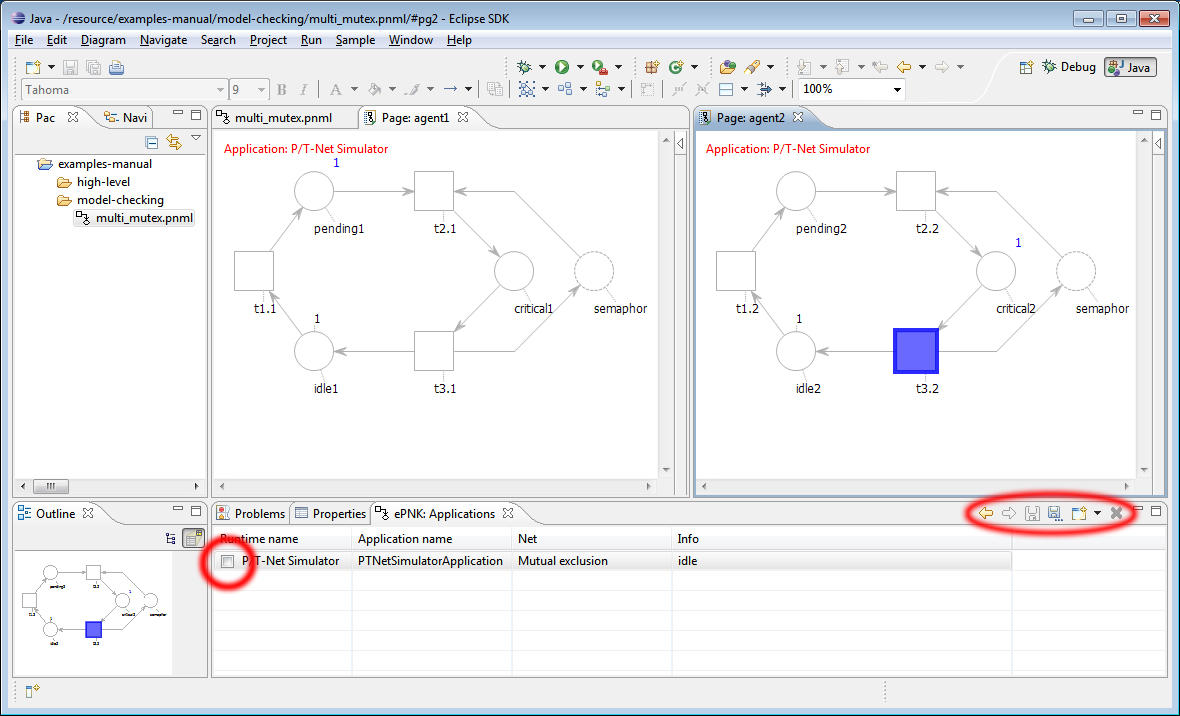 Java - /resource/examples-manual/model-checking/multi_mutex.pnml/#pg2 - Eclipse SDK
File Edit Diagram Navigate Search Project Run Sample Window Help
Debug Java
Tahoma 9 B I A 100%
Pac Navi
multi_mutex.pnml Page: agent1
Page: agent2
examples-manual
high-level
model-checking
multi_mutex.pnml
Application: P/T-Net Simulator
1
pending1 t2.1
t1.1 critical1 semaphor
1
idle1 t3.1
Application: P/T-Net Simulator
pending2 t2.2
1
t1.2 critical2 semaphor
1
idle2 t3.2
Outline
Problems Properties ePNK: Applications
Runtime name Application name Net Info
P/T-Net Simulator PTNetSimulatorApplication Mutual exclusion idle